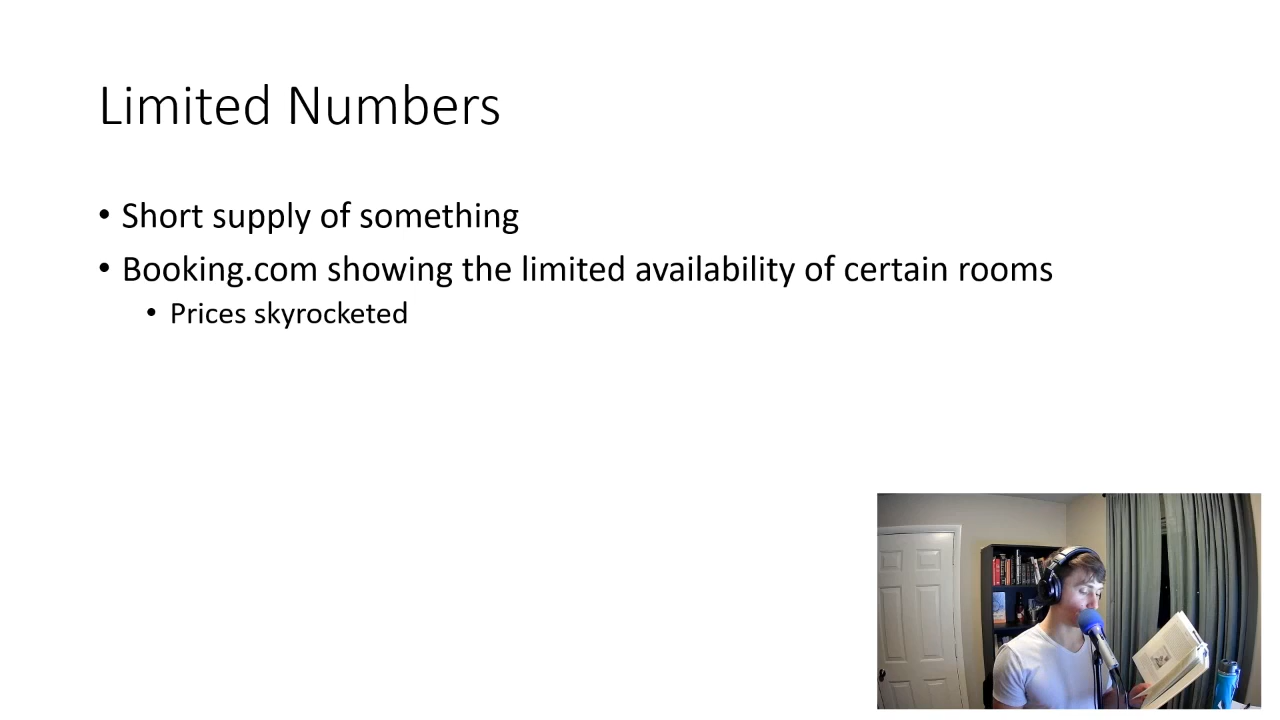 Limited Numbers
• Short supply of something
• Booking.com showing the limited availability of certain rooms
• Prices skyrocketed